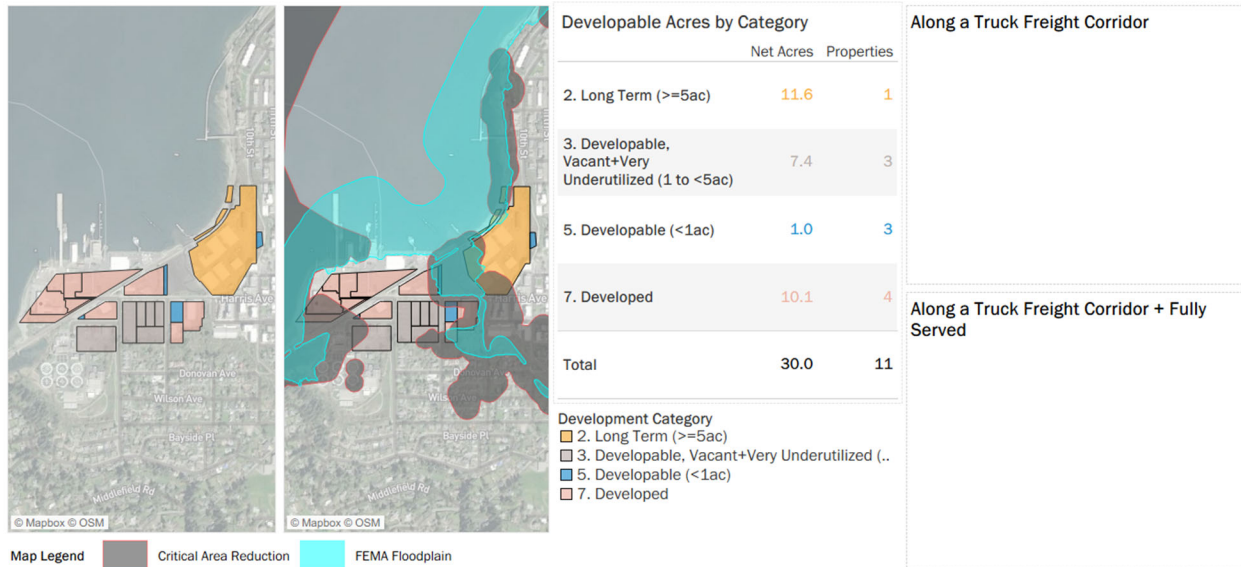 10th St
Harris Ave
Donovan Ave
Wilson Ave
Bayside Pl
Middlefield Rd
© Mapbox © OSM
10th St
Harris Ave
Donovan Ave
Wilson Ave
Bayside Pl
Middlefield Rd
© Mapbox © OSM
Map Legend
Critical Area Reduction
FEMA Floodplain
Developable Acres by Category
Net Acres Properties
2. Long Term (>=5ac) 11.6 1
3. Developable,
Vacant+Very 7.4 3
Underutilized (1 to <5ac)
5. Developable (<1ac) 1.0 3
7. Developed 10.1 4
Total 30.0 11
Development Category
2. Long Term (>=5ac)
3. Developable, Vacant+Very Underutilized (..
5. Developable (<1ac)
7. Developed
Along a Truck Freight Corridor
Along a Truck Freight Corridor + Fully
Served